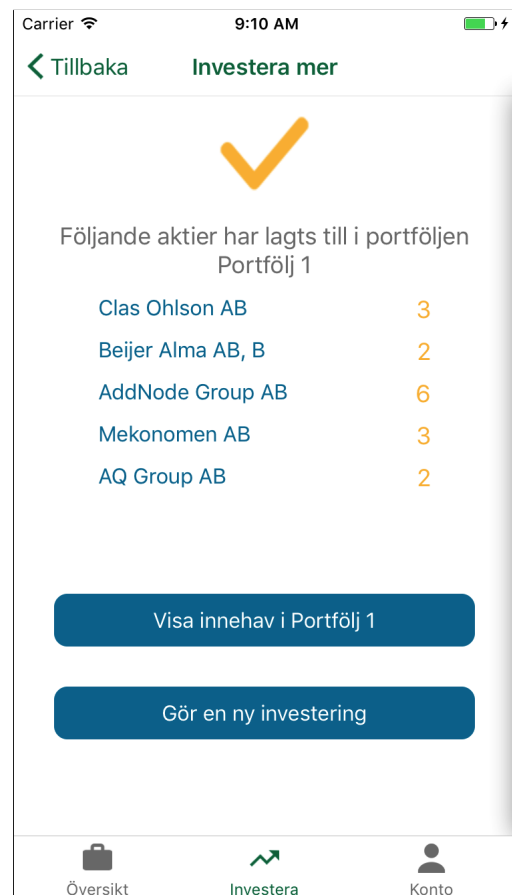 Carrier 9:10 AM
Tillbaka Investera mer
Följande aktier har lagts till i portföljen
Portfölj 1
Clas Ohlson AB 3
Beijer Alma AB, B 2
AddNode Group AB 6
Mekonomen AB 3
AQ Group AB 2
Visa innehav i Portfölj 1
Gör en ny investering
Översikt Investera Konto